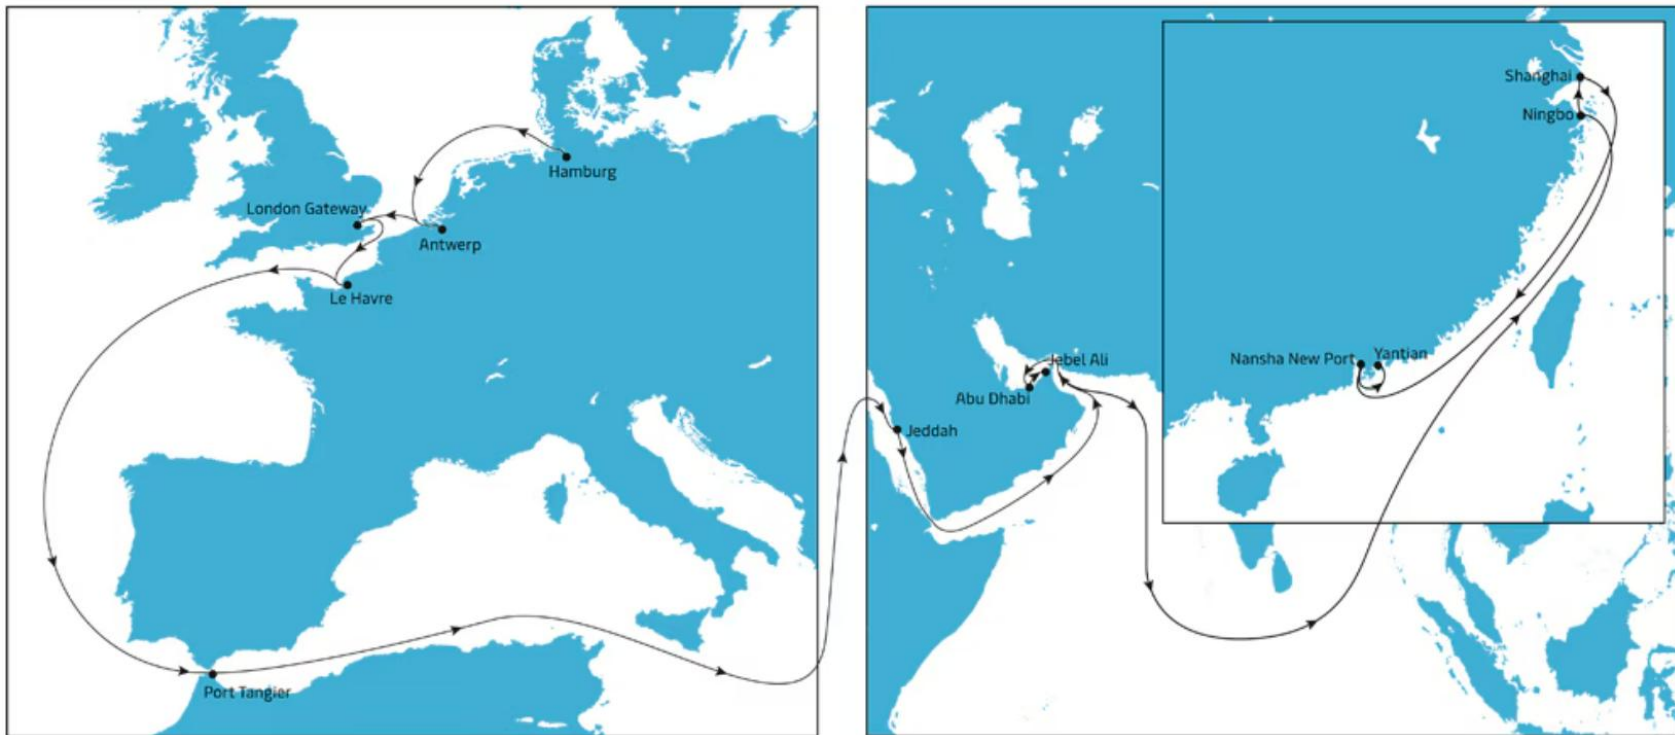 Hamburg
London Gateway
Antwerp
Le Havre
Port Tangier
Jeddah
Abu Dhabi
Jebel Ali
Shanghai
Ningbo
Nansha New Port
Yantian